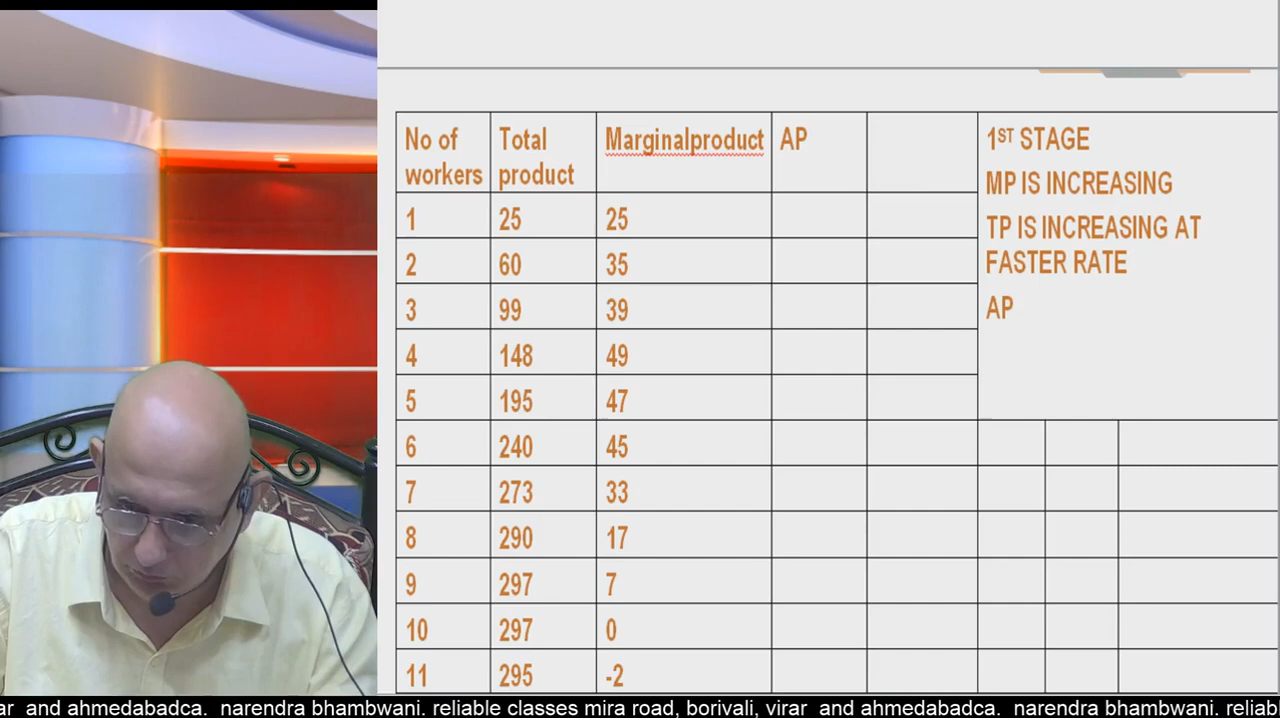 No of workers Total product Marginalproduct AP 1ST STAGE
MP IS INCREASING
TP IS INCREASING AT
FASTER RATE
AP
1 25 25
2 60 35
3 99 39
4 148 49
5 195 47
6 240 45
7 273 33
8 290 17
9 297 7
10 297 0
11 295 -2
and ahmedabadca. narendra bhambwani. reliable classes mira road, borivali, virar and ahmedabadca. narendra bhambwani.